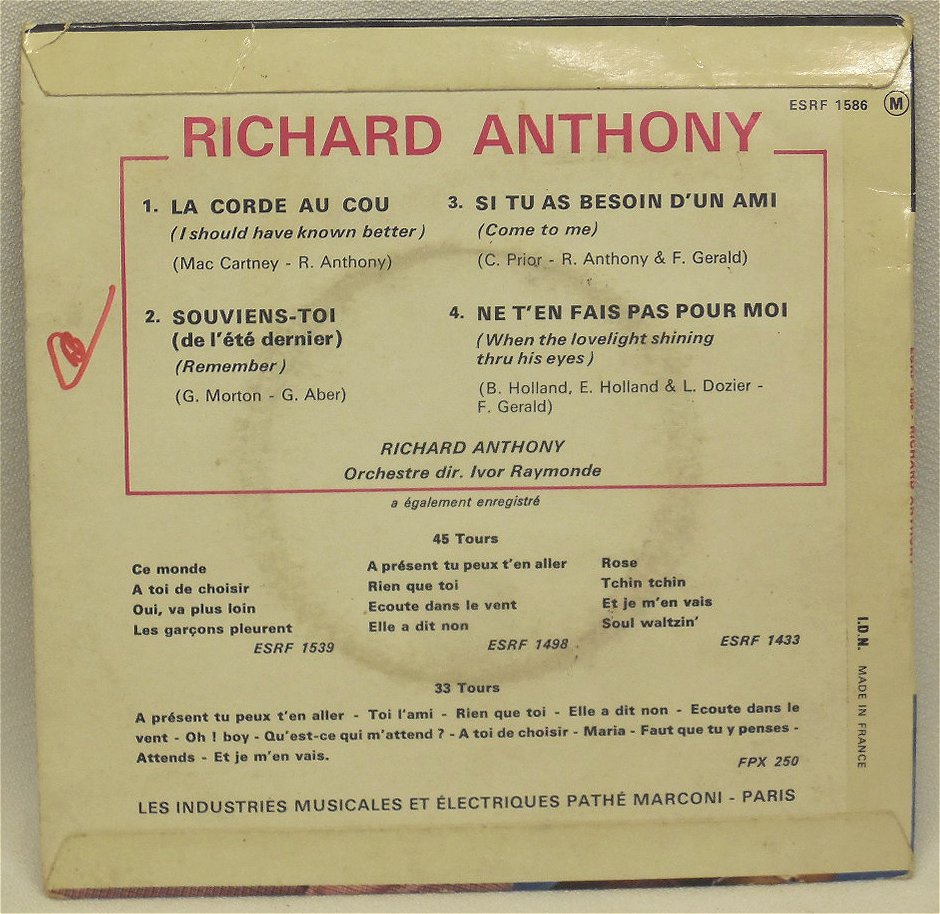 ESRF 1586 M
RICHARD ANTHONY
1. LA CORDE AU COU
(I should have known better)
(Mac Cartney - R. Anthony)
2. SOUVIENS-TOI
(de l'été dernier)
(Remember)
(G. Morton - G. Aber)
3. SI TU AS BESOIN D'UN AMI
(Come to me)
(C. Prior - R. Anthony & F. Gerald)
4. NE T'EN FAIS PAS POUR MOI
(When the lovelight shining
thru his eyes)
(B. Holland, E. Holland & L. Dozier -
F. Gerald)
RICHARD ANTHONY
Orchestre dir. Ivor Raymonde
a également enregistré
45 Tours
Ce monde
A toi de choisir
Oui, va plus loin
Les garçons pleurent
ESRF 1539
A présent tu peux t'en aller
Rien que toi
Ecoute dans le vent
Elle a dit non
ESRF 1498
Rose
Tchin tchin
Et je m'en vais
Soul waltzin'
ESRF 1433
33 Tours
A présent tu peux t'en aller - Toi l'ami - Rien que toi - Elle a dit non - Ecoute dans le
vent - Oh ! boy - Qu'est-ce qui m'attend ? - A toi de choisir - Maria - Faut que tu y penses -
Attends - Et je m'en vais.
FPX 250
LES INDUSTRIES MUSICALES ET ÉLECTRIQUES PATHÉ MARCONI - PARIS
I.D.N. MADE IN FRANCE